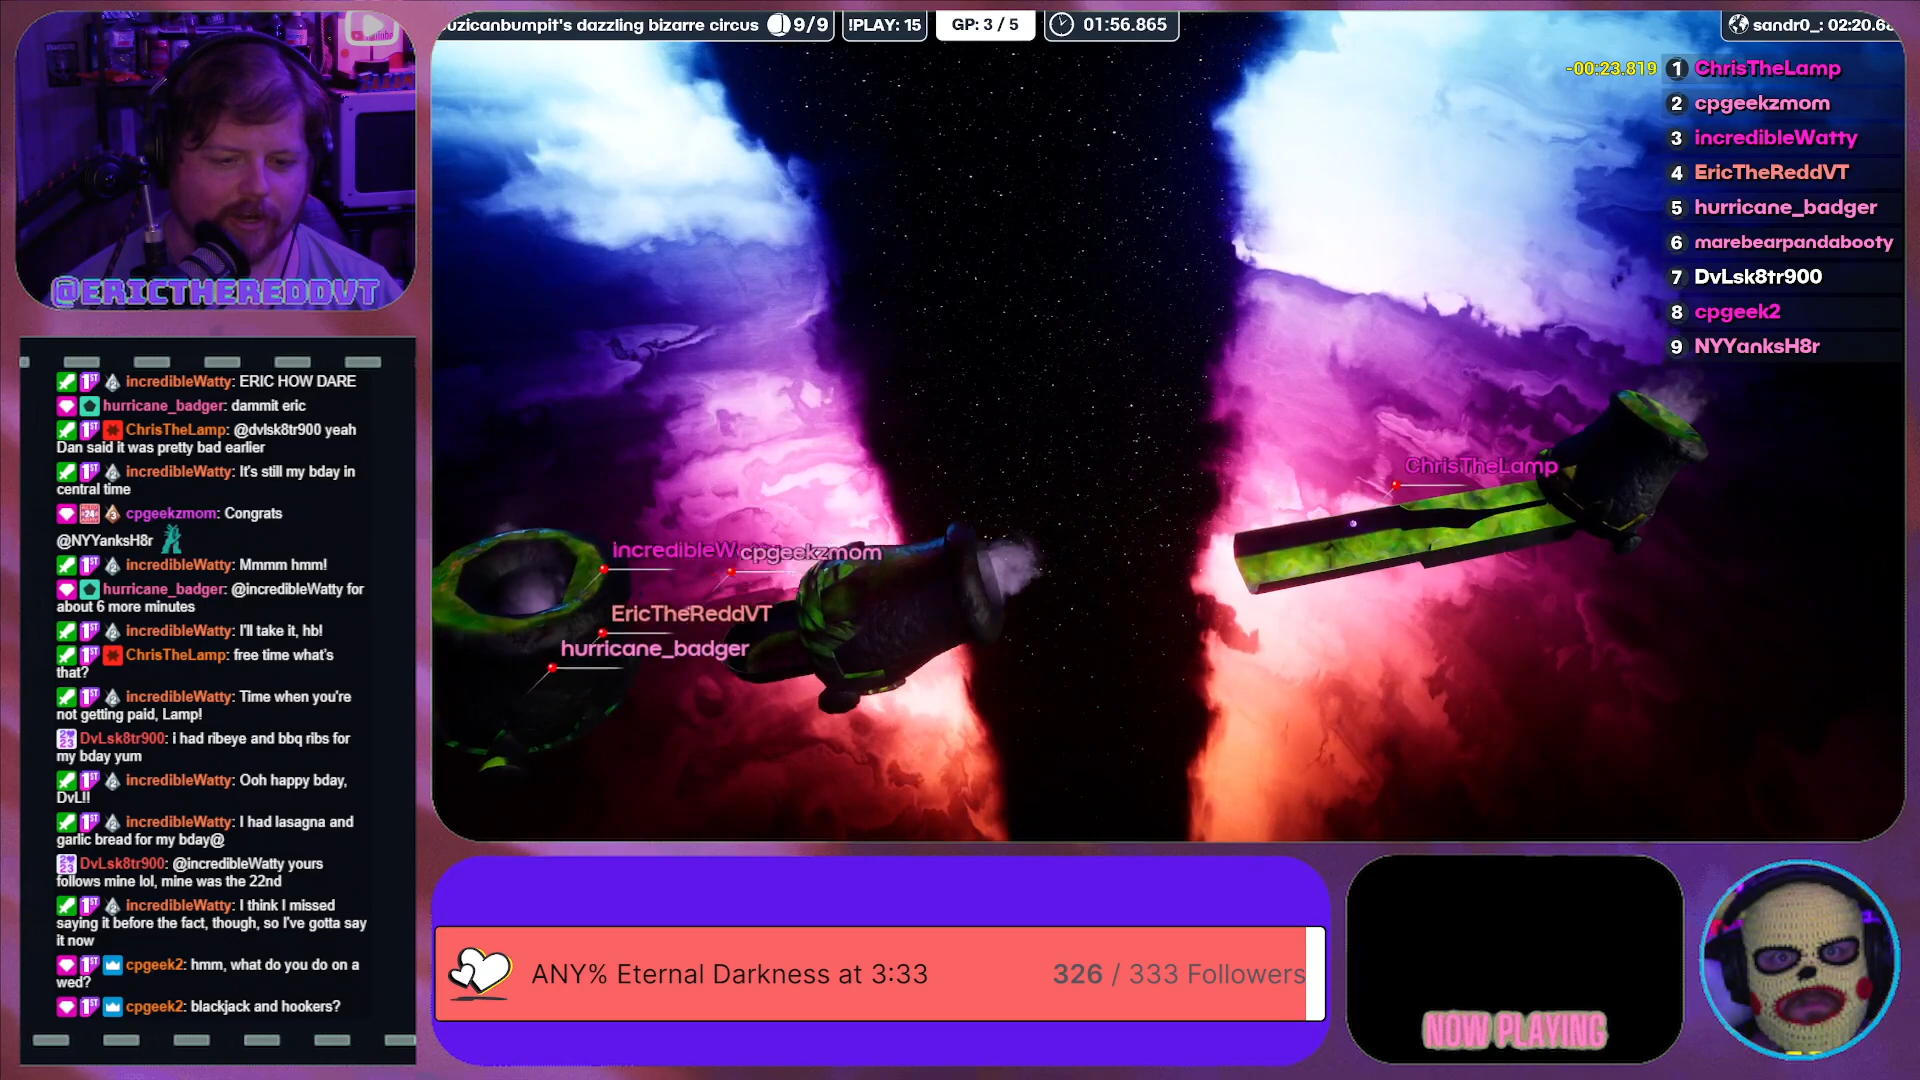 uzicanbumpit's dazzling bizarre circus 9/9
!PLAY: 15
GP: 3 / 5
01:56.865
sandr0_: 02:20.6
-00:23.819 1 ChrisTheLamp
2 cpgeekzmom
3 incredibleWatty
4 EricTheReddVT
5 hurricane_badger
6 marebearpandabooty
7 DvLsk8tr900
8 cpgeek2
9 NYYanksH8r
@ERICTHEREDDVT
incredibleWatty: ERIC HOW DARE
hurricane_badger: dammit eric
ChrisTheLamp: @dvlsk8tr900 yeah
Dan said it was pretty bad earlier
incredibleWatty: It's still my bday in
central time
cpgeekzmom: Congrats
@NYYanksH8r
incredibleWatty: Mmmm hmm!
hurricane_badger: @incredibleWatty for
about 6 more minutes
incredibleWatty: I'll take it, hb!
ChrisTheLamp: free time what's
that?
incredibleWatty: Time when you're
not getting paid, Lamp!
DvLsk8tr900: i had ribeye and bbq ribs for
my bday yum
incredibleWatty: Ooh happy bday,
DvL!!
incredibleWatty: I had lasagna and
garlic bread for my bday@
DvLsk8tr900: @incredibleWatty yours
follows mine lol, mine was the 22nd
incredibleWatty: I think I missed
saying it before the fact, though, so I've gotta say
it now
cpgeek2: hmm, what do you do on a
wed?
cpgeek2: blackjack and hookers?
ChrisTheLamp
incredibleW
cpgeekzmom
EricTheReddVT
hurricane_badger
ANY% Eternal Darkness at 3:33
326 / 333 Followers
NOW PLAYING